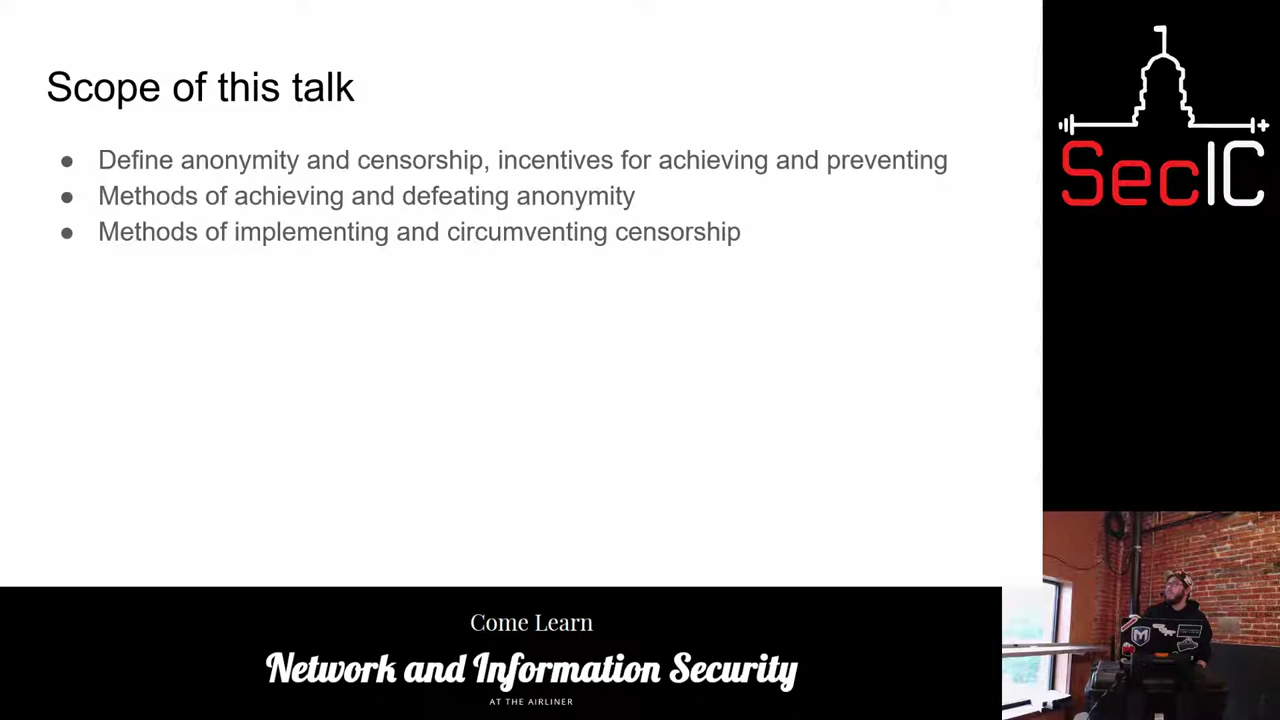 Scope of this talk
● Define anonymity and censorship, incentives for achieving and preventing
● Methods of achieving and defeating anonymity
● Methods of implementing and circumventing censorship
SecIC
Come Learn
Network and Information Security
AT THE AIRLINER